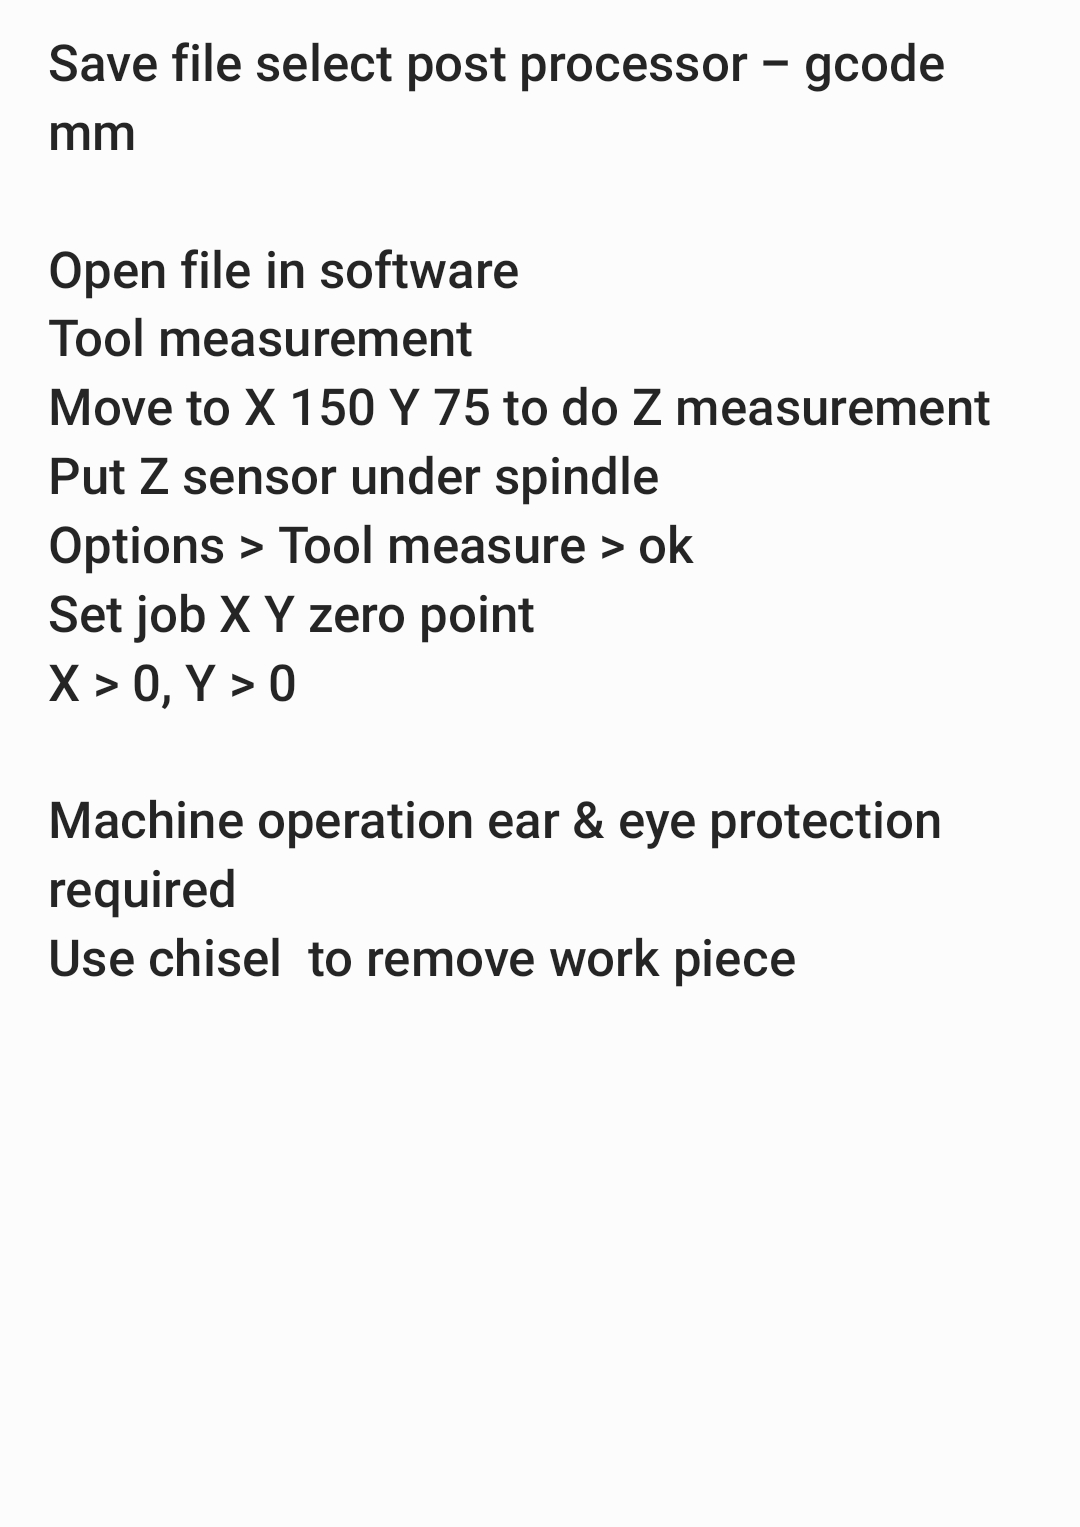 Save file select post processor – gcode
mm
Open file in software
Tool measurement
Move to X 150 Y 75 to do Z measurement
Put Z sensor under spindle
Options > Tool measure > ok
Set job X Y zero point
X > 0, Y > 0
Machine operation ear & eye protection
required
Use chisel  to remove work piece